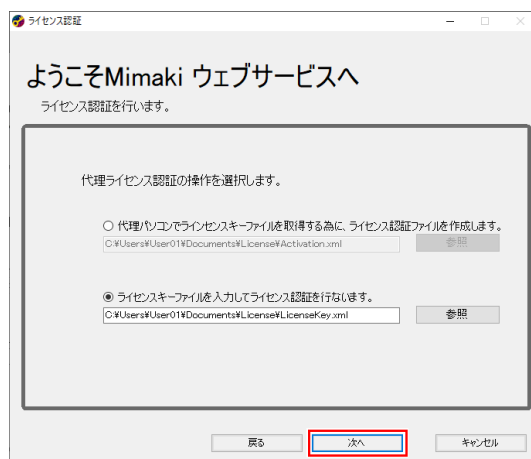 ライセンス認証
ようこそMimaki ウェブサービスへ
ライセンス認証を行います。
代理ライセンス認証の操作を選択します。
代理パソコンでラインセンスキーファイルを取得する為に、ライセンス認証ファイルを作成します。
C:¥Users¥User01¥Documents¥License¥Activation.xml 参照
ライセンスキーファイルを入力してライセンス認証を行ないます。
C:¥Users¥User01¥Documents¥License¥LicenseKey.xml 参照
戻る 次へ キャンセル